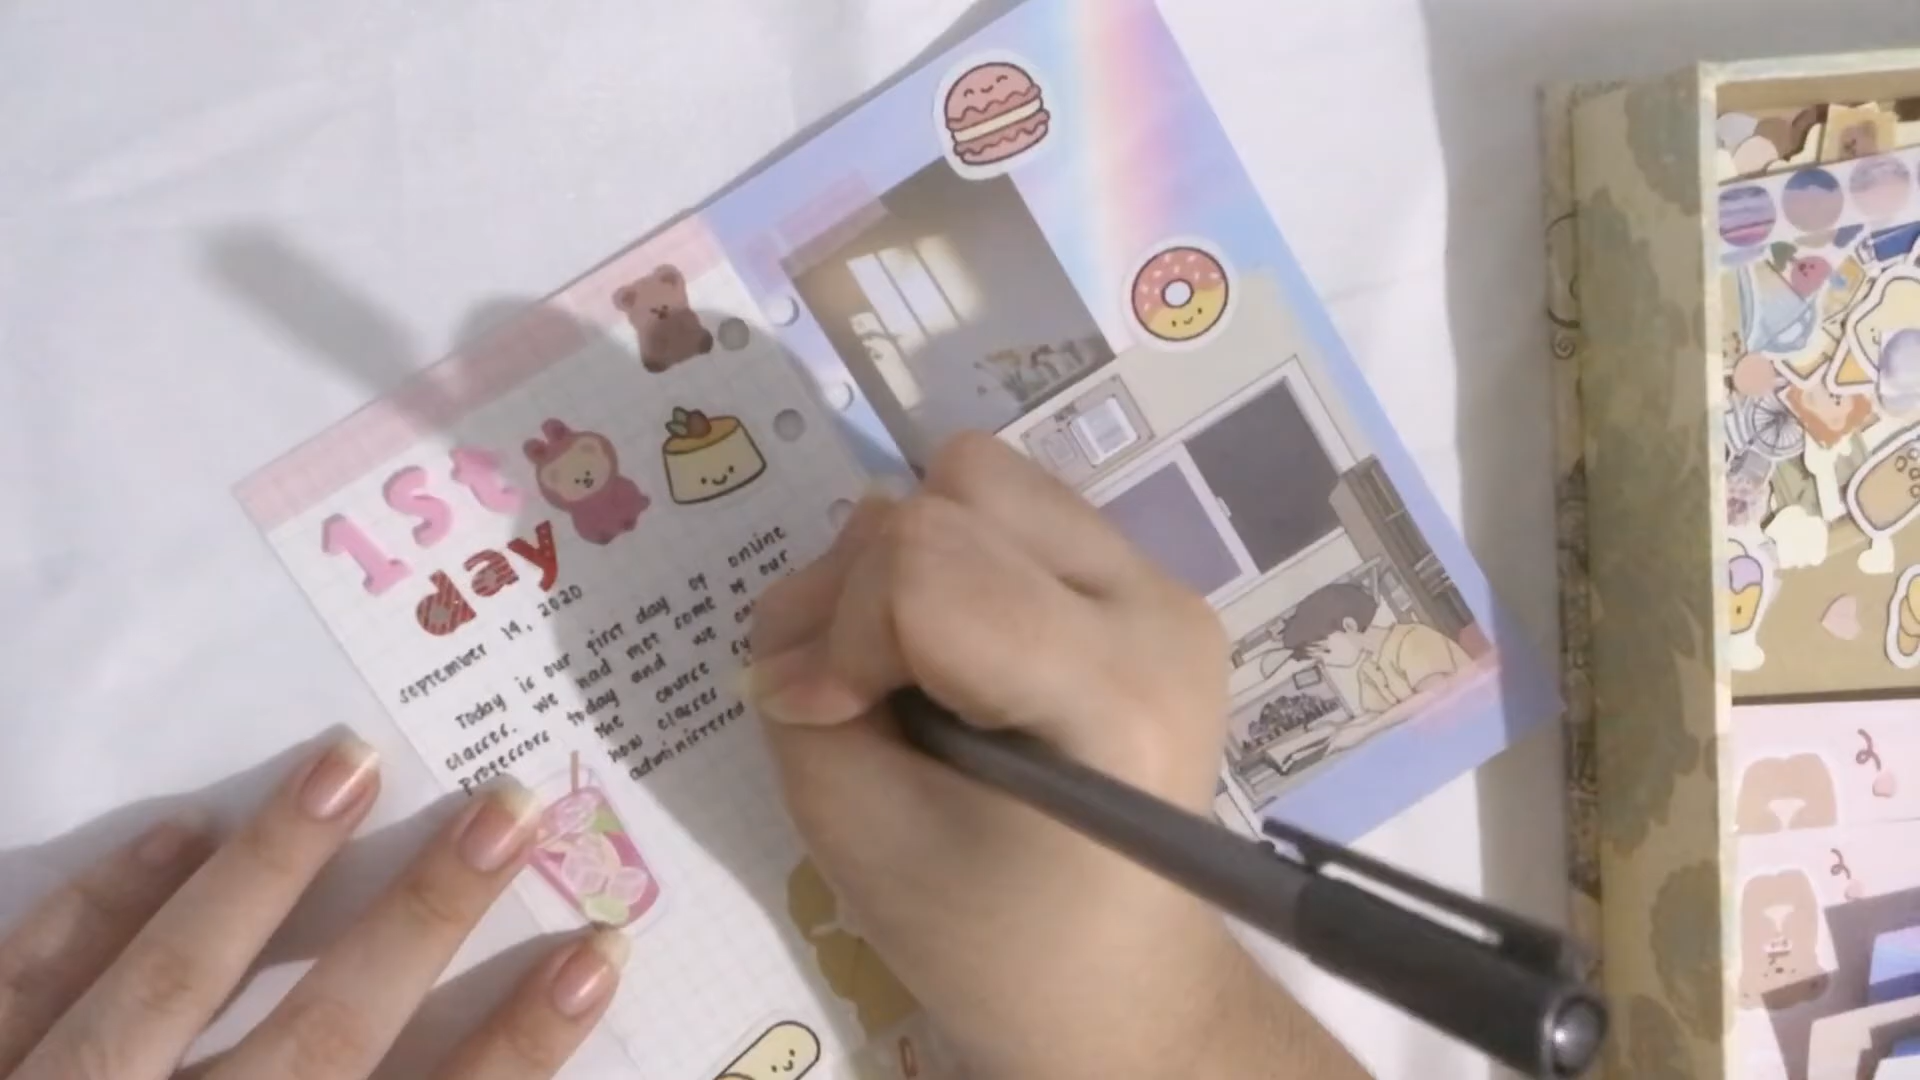 1st
day
september 14, 2020
Today is our first day of online
classes. we had met some of our
professors today and we
the course
how classes
administered